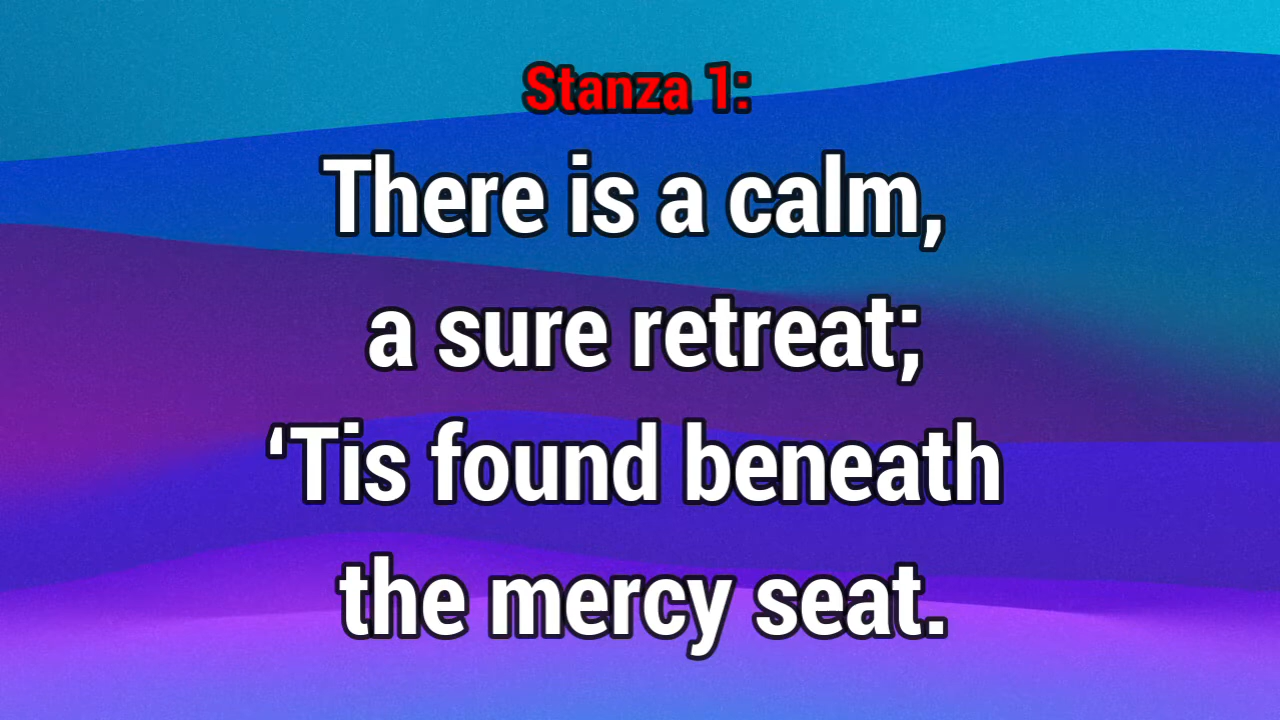 Stanza 1:
There is a calm,
a sure retreat;
‘Tis found beneath
the mercy seat.